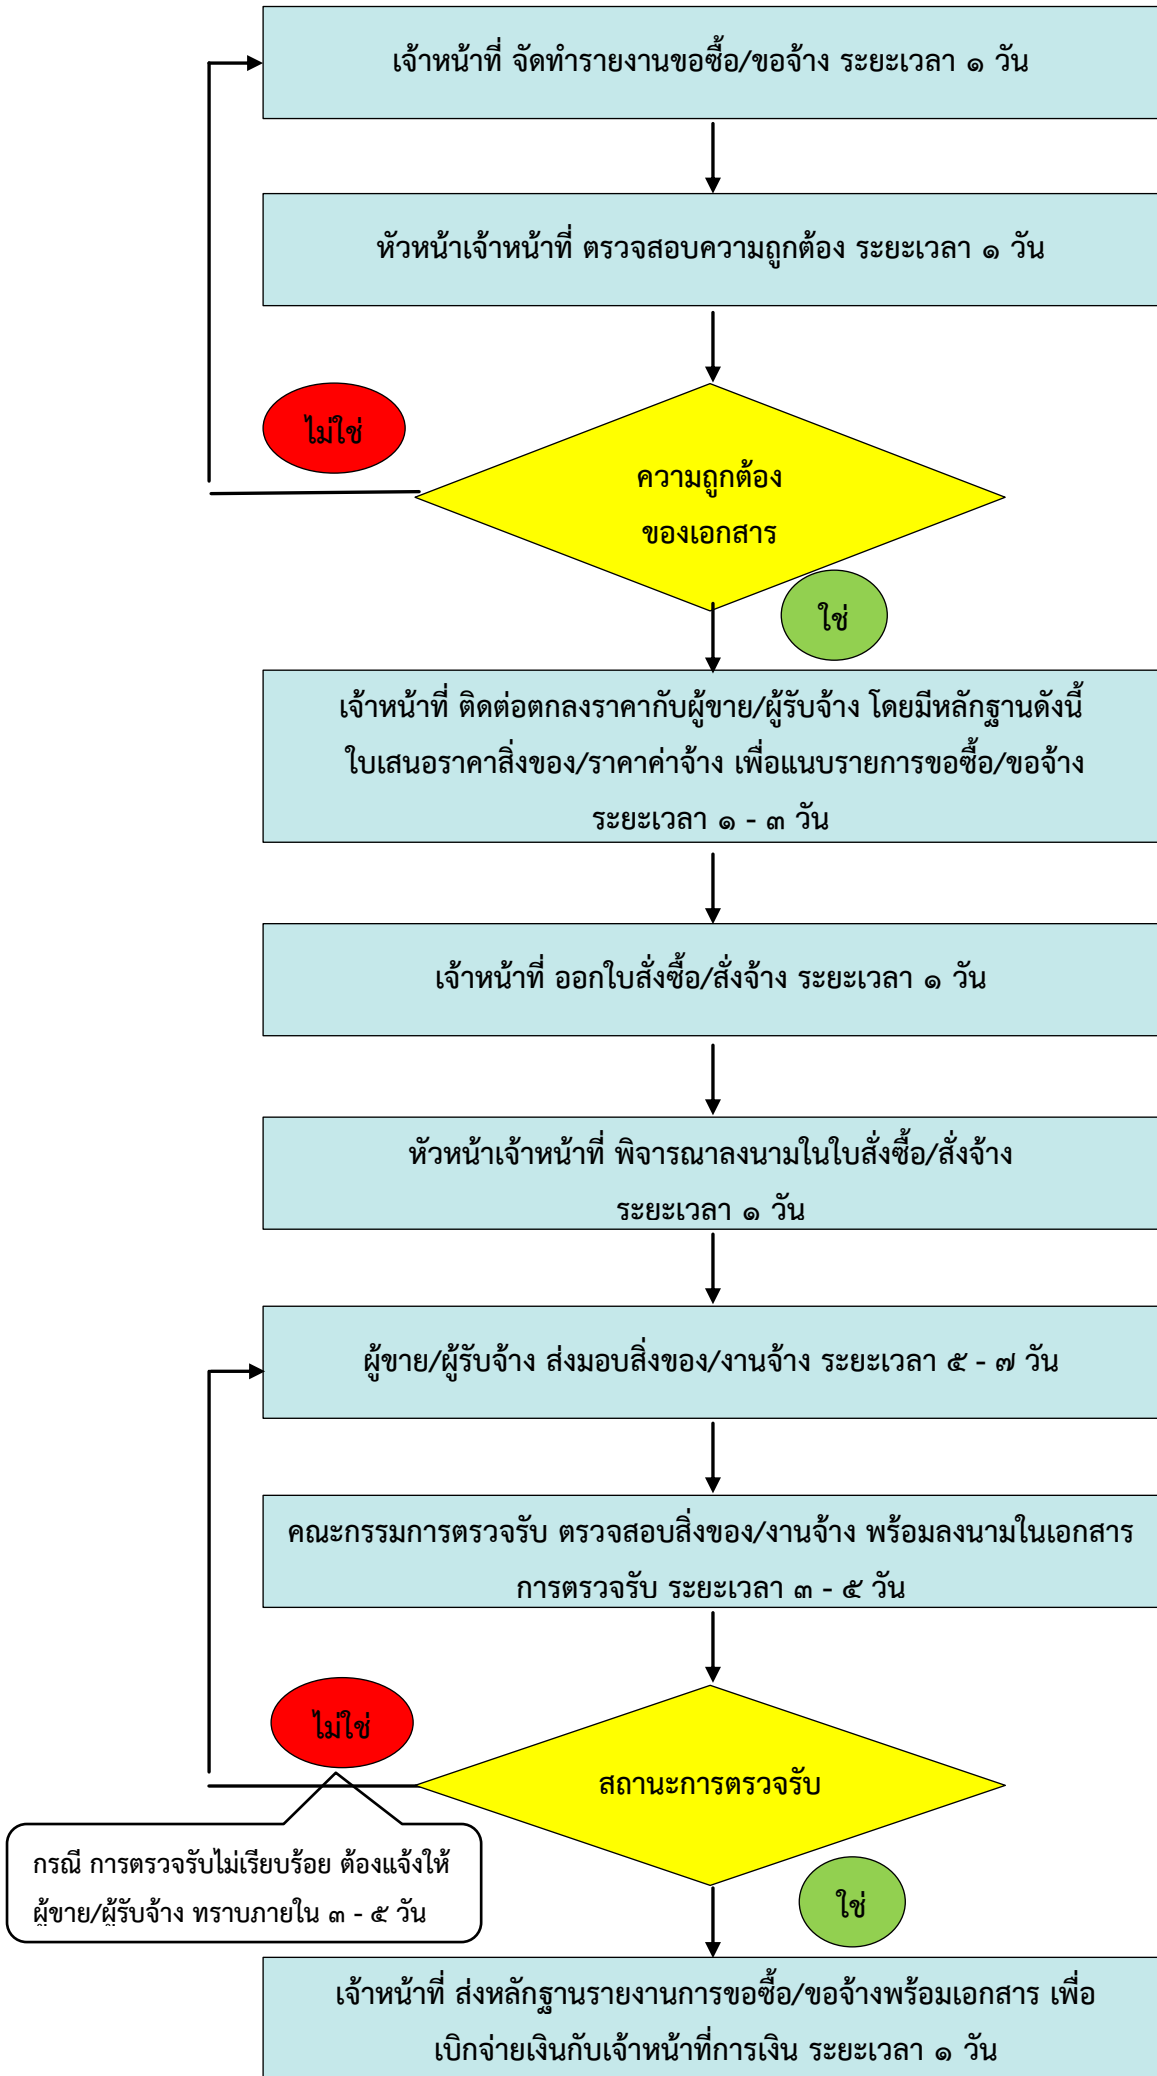 เจ้าหน้าที่ จัดทำรายงานขอซื้อ/ขอจ้าง ระยะเวลา ๑ วัน
หัวหน้าเจ้าหน้าที่ ตรวจสอบความถูกต้อง ระยะเวลา ๑ วัน
ไม่ใช่
ความถูกต้อง
ของเอกสาร
ใช่
เจ้าหน้าที่ ติดต่อตกลงราคากับผู้ขาย/ผู้รับจ้าง โดยมีหลักฐานดังนี้
ใบเสนอราคาสิ่งของ/ราคาค่าจ้าง เพื่อแนบรายการขอซื้อ/ขอจ้าง
ระยะเวลา ๑ - ๓ วัน
เจ้าหน้าที่ ออกใบสั่งซื้อ/สั่งจ้าง ระยะเวลา ๑ วัน
หัวหน้าเจ้าหน้าที่ พิจารณาลงนามในใบสั่งซื้อ/สั่งจ้าง
ระยะเวลา ๑ วัน
ผู้ขาย/ผู้รับจ้าง ส่งมอบสิ่งของ/งานจ้าง ระยะเวลา ๕ - ๗ วัน
คณะกรรมการตรวจรับ ตรวจสอบสิ่งของ/งานจ้าง พร้อมลงนามในเอกสาร
การตรวจรับ ระยะเวลา ๓ - ๕ วัน
ไม่ใช่
สถานะการตรวจรับ
กรณี การตรวจรับไม่เรียบร้อย ต้องแจ้งให้
ผู้ขาย/ผู้รับจ้าง ทราบภายใน ๓ - ๕ วัน
ใช่
เจ้าหน้าที่ ส่งหลักฐานรายงานการขอซื้อ/ขอจ้างพร้อมเอกสาร เพื่อ
เบิกจ่ายเงินกับเจ้าหน้าที่การเงิน ระยะเวลา ๑ วัน